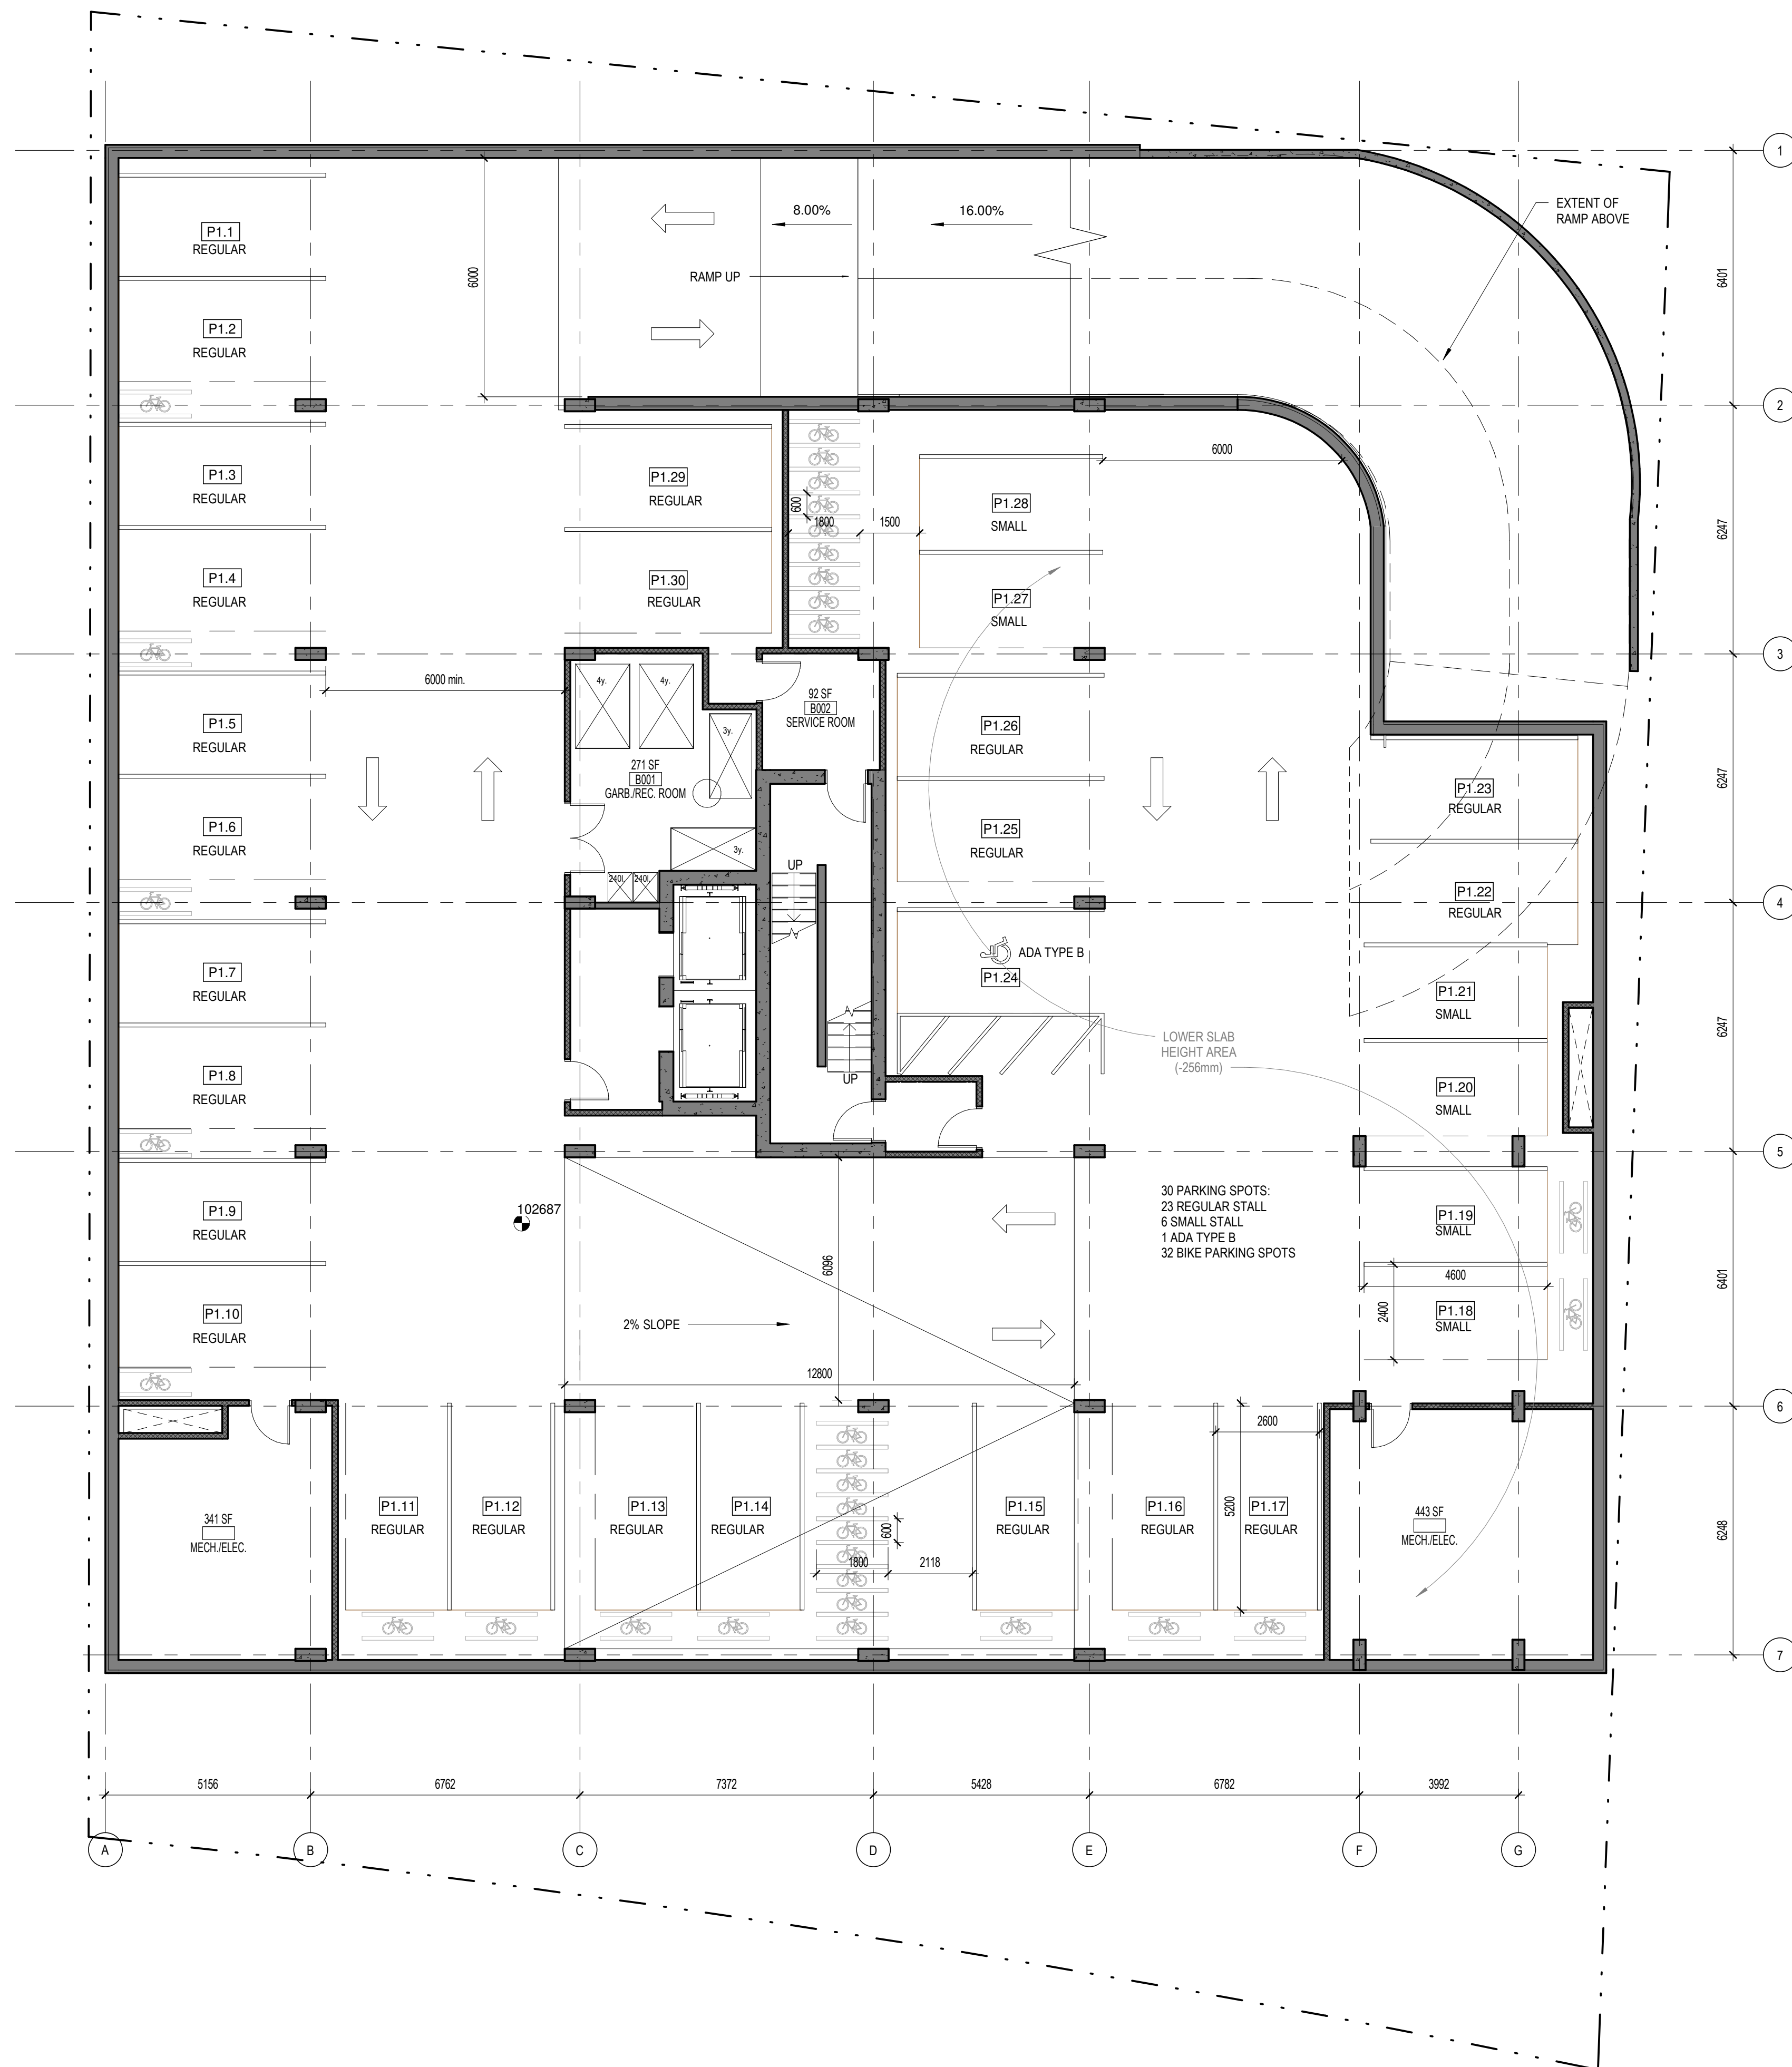 1
EXTENT OF
RAMP ABOVE
8.00%
16.00%
P1.1
REGULAR
RAMP UP
6000
6401
P1.2
REGULAR
2
6000
P1.3
REGULAR
P1.29
REGULAR
P1.28
SMALL
600
1800
1500
6247
P1.4
REGULAR
P1.30
REGULAR
P1.27
SMALL
3
6000 min.
4y.
4y.
3y.
92 SF
B002
SERVICE ROOM
P1.5
REGULAR
P1.26
REGULAR
271 SF
B001
GARB./REC. ROOM
6247
P1.23
REGULAR
P1.6
REGULAR
P1.25
REGULAR
3y.
UP
240l.
240l.
P1.22
REGULAR
4
ADA TYPE B
P1.24
P1.7
REGULAR
P1.21
SMALL
6247
LOWER SLAB
HEIGHT AREA
(-256mm)
P1.8
REGULAR
UP
P1.20
SMALL
5
30 PARKING SPOTS:
23 REGULAR STALL
6 SMALL STALL
1 ADA TYPE B
32 BIKE PARKING SPOTS
P1.9
REGULAR
102687
P1.19
SMALL
6096
4600
6401
P1.10
REGULAR
2% SLOPE
2400
P1.18
SMALL
12800
6
2600
P1.11
REGULAR
P1.12
REGULAR
P1.13
REGULAR
P1.14
REGULAR
P1.15
REGULAR
P1.16
REGULAR
P1.17
REGULAR
5200
341 SF
MECH./ELEC.
443 SF
MECH./ELEC.
600
1800
2118
6248
7
5156
6762
7372
5428
6782
3992
A
B
C
D
E
F
G